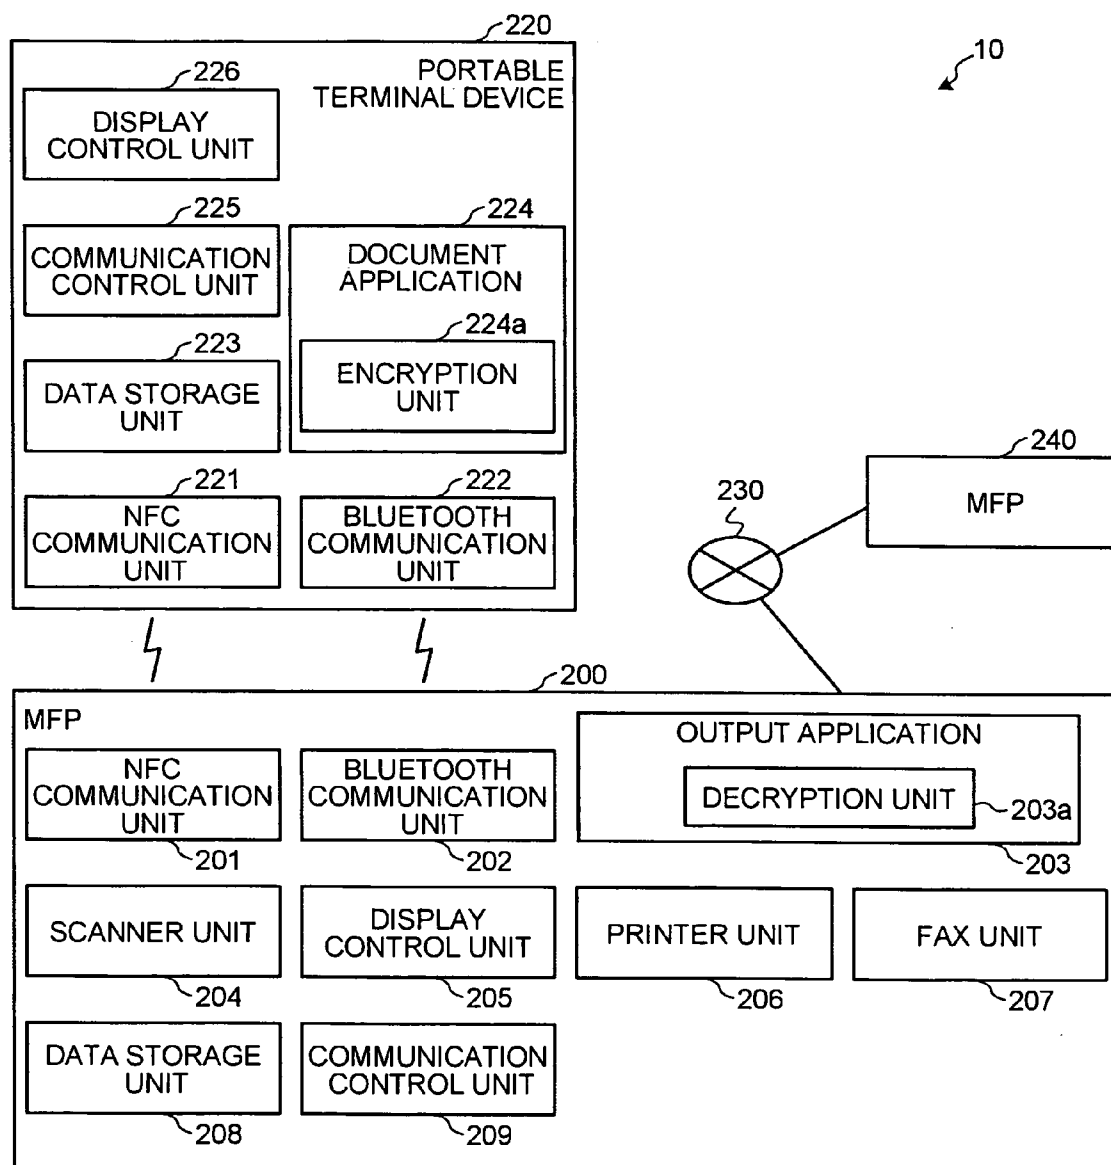 220
10
PORTABLE
TERMINAL DEVICE
226
DISPLAY
CONTROL UNIT
225
COMMUNICATION
CONTROL UNIT
224
DOCUMENT
APPLICATION
224a
ENCRYPTION
UNIT
223
DATA STORAGE
UNIT
221
NFC
COMMUNICATION
UNIT
222
BLUETOOTH
COMMUNICATION
UNIT
240
MFP
230
200
MFP
NFC
COMMUNICATION
UNIT
201
BLUETOOTH
COMMUNICATION
UNIT
202
OUTPUT APPLICATION
DECRYPTION UNIT
203a
203
SCANNER UNIT
204
DISPLAY
CONTROL UNIT
205
PRINTER UNIT
206
FAX UNIT
207
DATA STORAGE
UNIT
208
COMMUNICATION
CONTROL UNIT
209